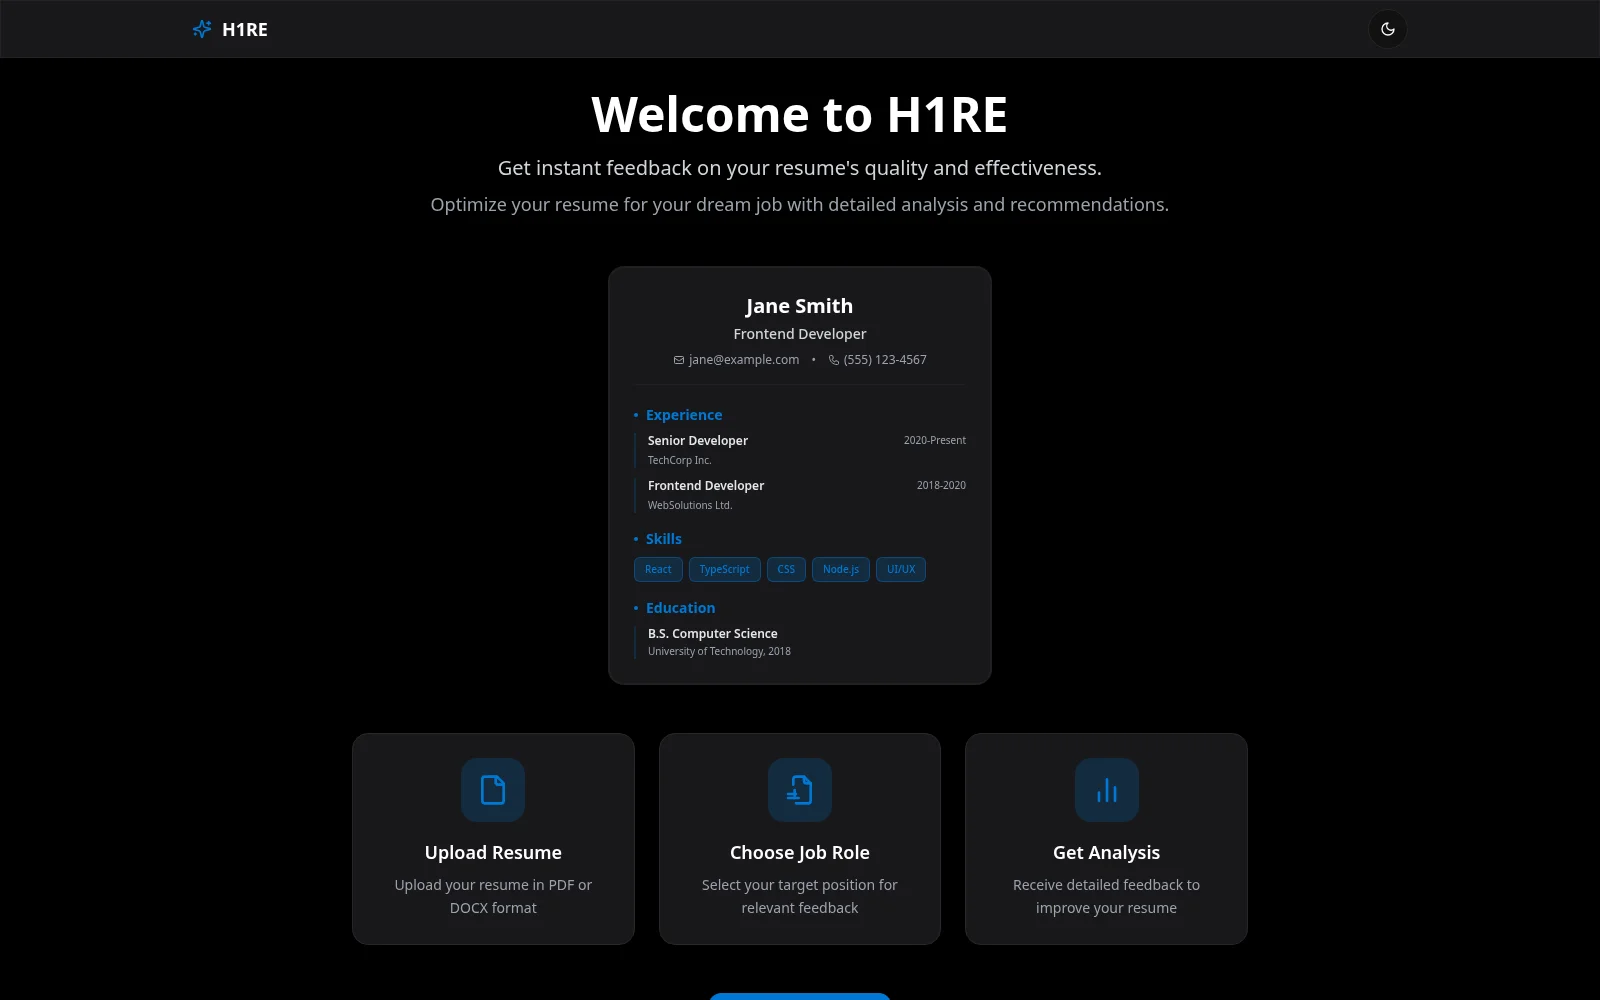 H1RE
Welcome to H1RE
Get instant feedback on your resume's quality and effectiveness.
Optimize your resume for your dream job with detailed analysis and recommendations.
Jane Smith
Frontend Developer
jane@example.com • (555) 123-4567
• Experience
Senior Developer 2020-Present
TechCorp Inc.
Frontend Developer 2018-2020
WebSolutions Ltd.
• Skills
React TypeScript CSS Node.js UI/UX
• Education
B.S. Computer Science
University of Technology, 2018
Upload Resume
Upload your resume in PDF or
DOCX format
Choose Job Role
Select your target position for
relevant feedback
Get Analysis
Receive detailed feedback to
improve your resume